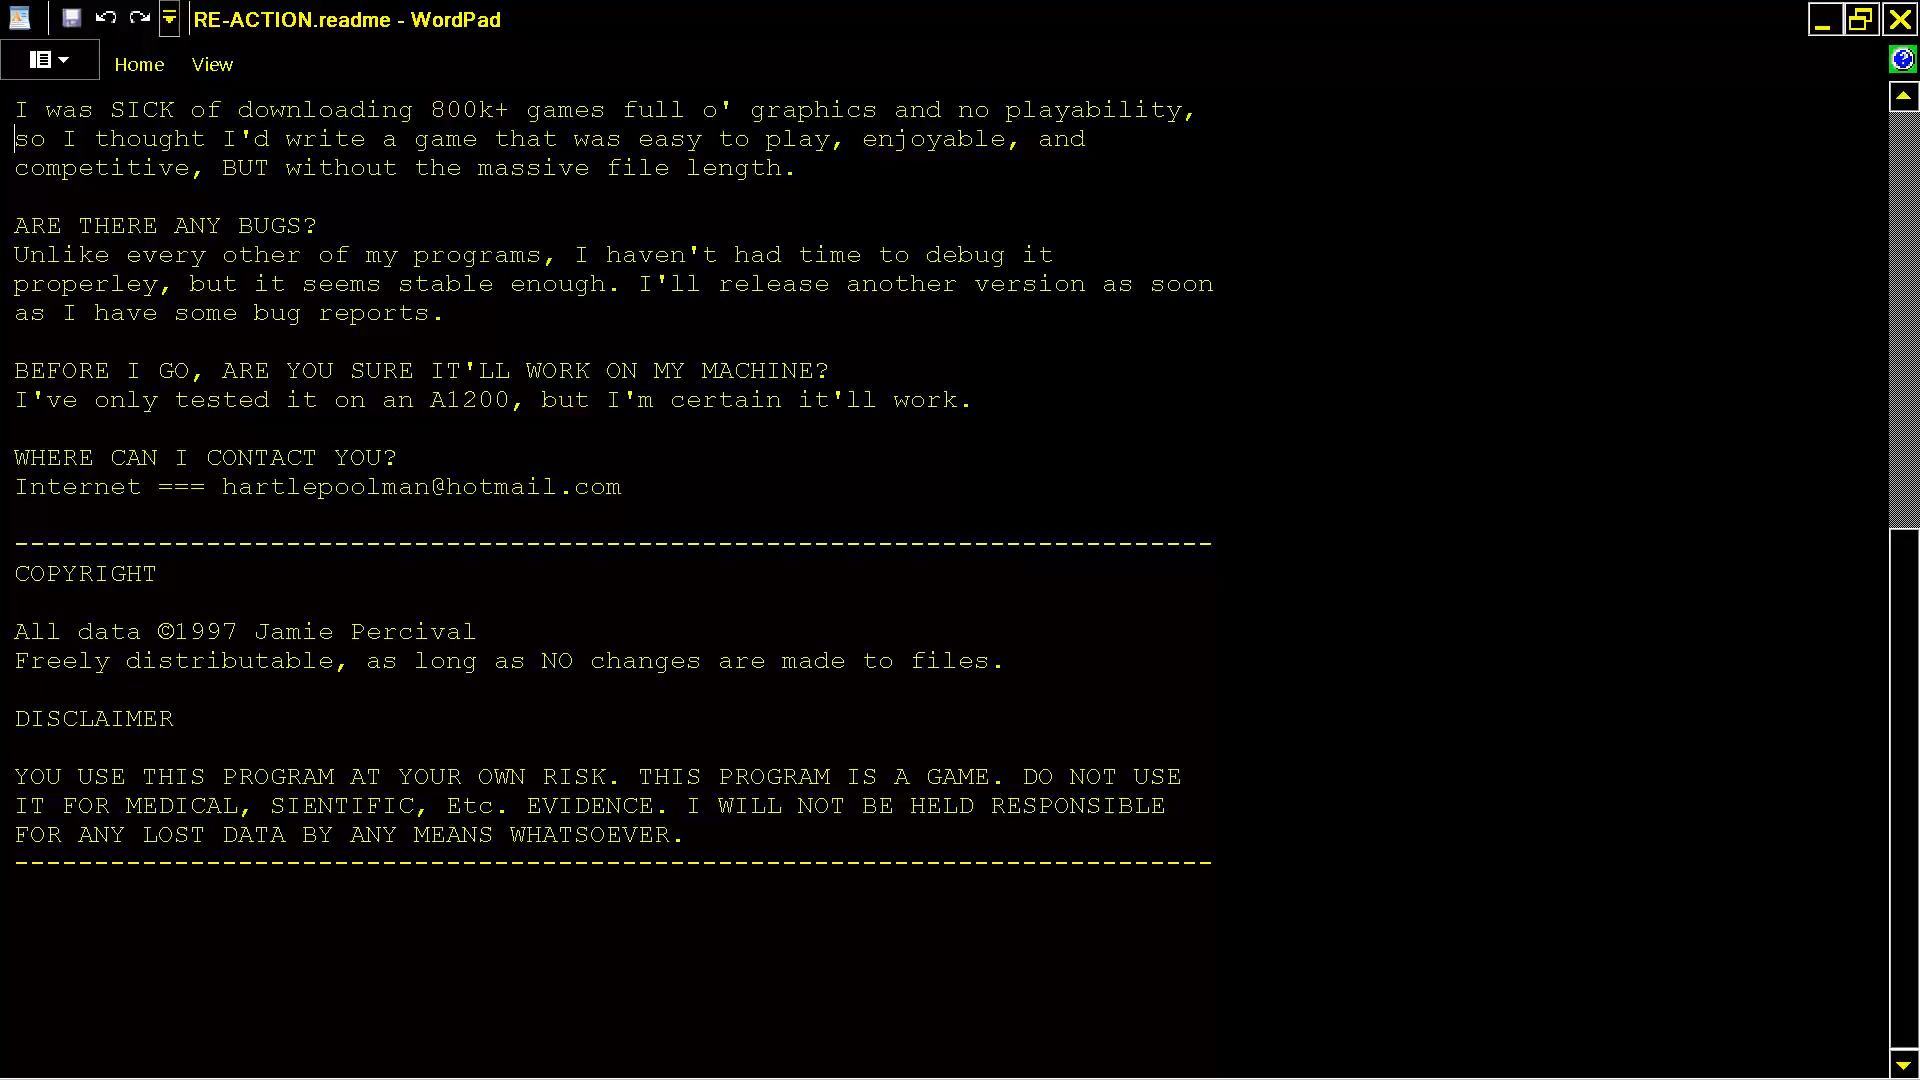 RE-ACTION.readme - WordPad
Home View
I was SICK of downloading 800k+ games full o' graphics and no playability,
so I thought I'd write a game that was easy to play, enjoyable, and
competitive, BUT without the massive file length.
ARE THERE ANY BUGS?
Unlike every other of my programs, I haven't had time to debug it
properley, but it seems stable enough. I'll release another version as soon
as I have some bug reports.
BEFORE I GO, ARE YOU SURE IT'LL WORK ON MY MACHINE?
I've only tested it on an A1200, but I'm certain it'll work.
WHERE CAN I CONTACT YOU?
Internet === hartlepoolman@hotmail.com
---------------------------------------------------------------------------
COPYRIGHT
All data ©1997 Jamie Percival
Freely distributable, as long as NO changes are made to files.
DISCLAIMER
YOU USE THIS PROGRAM AT YOUR OWN RISK. THIS PROGRAM IS A GAME. DO NOT USE
IT FOR MEDICAL, SIENTIFIC, Etc. EVIDENCE. I WILL NOT BE HELD RESPONSIBLE
FOR ANY LOST DATA BY ANY MEANS WHATSOEVER.
---------------------------------------------------------------------------